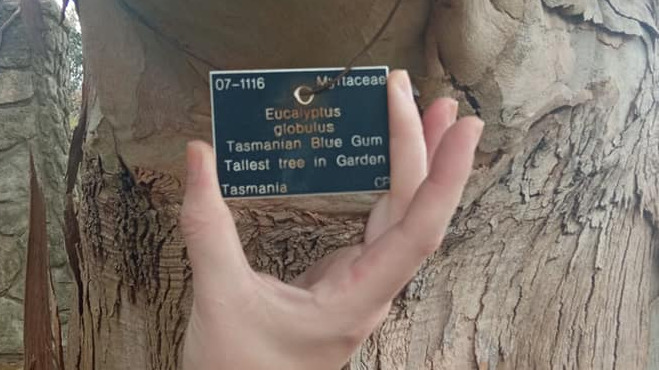 07-1116 Myrtaceae
Eucalyptus
globulus
Tasmanian Blue Gum
Tallest tree in Garden
Tasmania CP